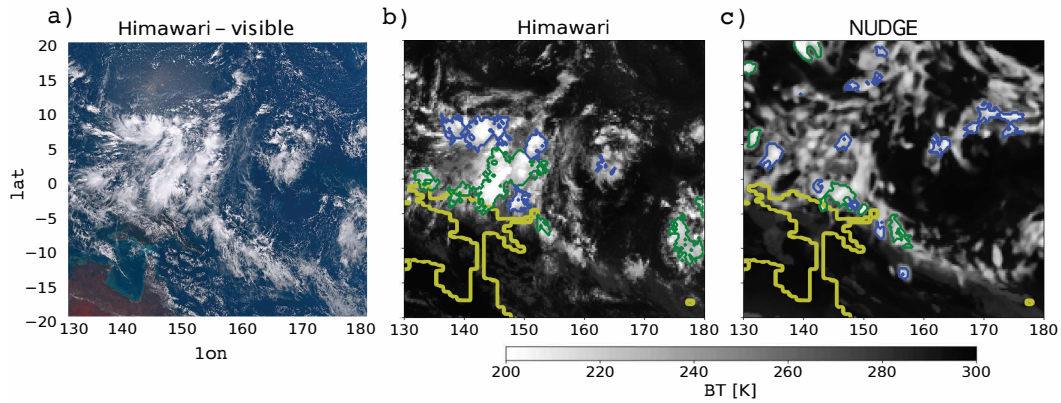 a)
Himawari – visible
b)
Himawari
c)
NUDGE
lat
20
15
10
5
0
−5
−10
−15
−20
130 140 150 160 170 180
lon
130 140 150 160 170 180
130 140 150 160 170 180
200 220 240 260 280 300
BT [K]